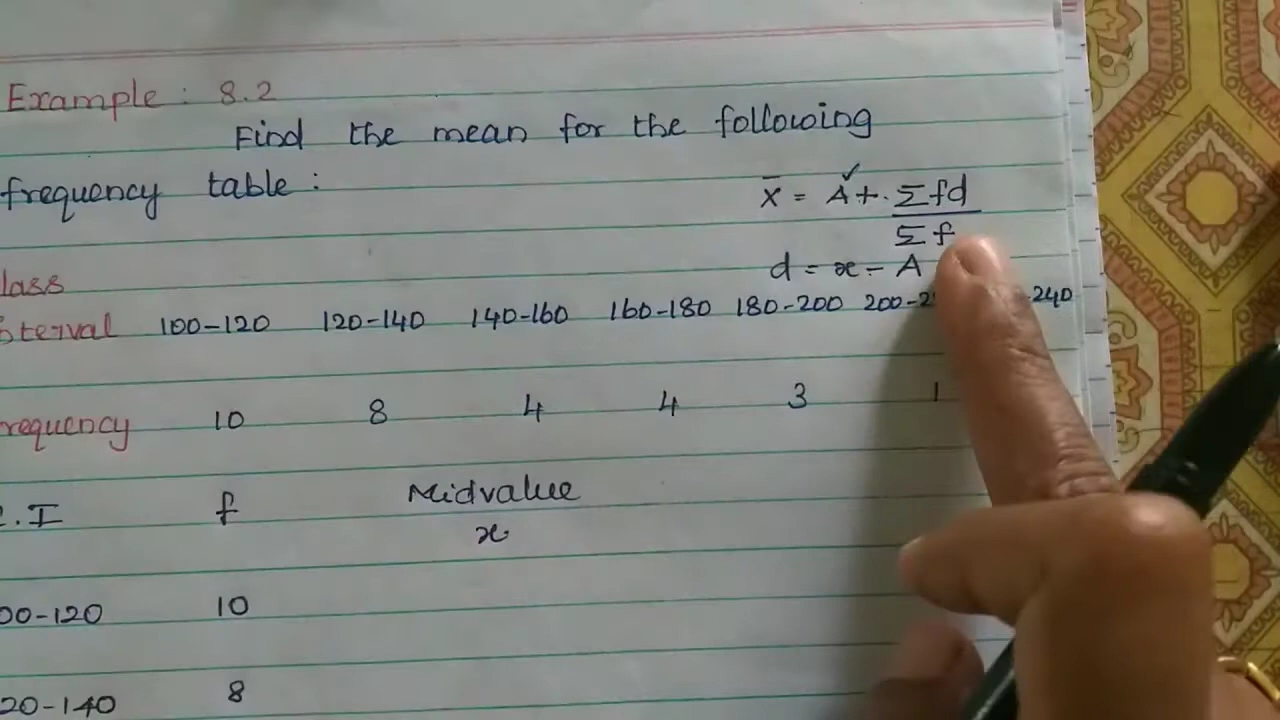 Example : 8.2
Find the mean for the following
frequency table :
x̄ = A + Σfd / Σf
d = x - A
lass
terval 100-120 120-140 140-160 160-180 180-200 200-2 -240
requency 10 8 4 4 3 1
C.I f Midvalue
x
00-120 10
20-140 8